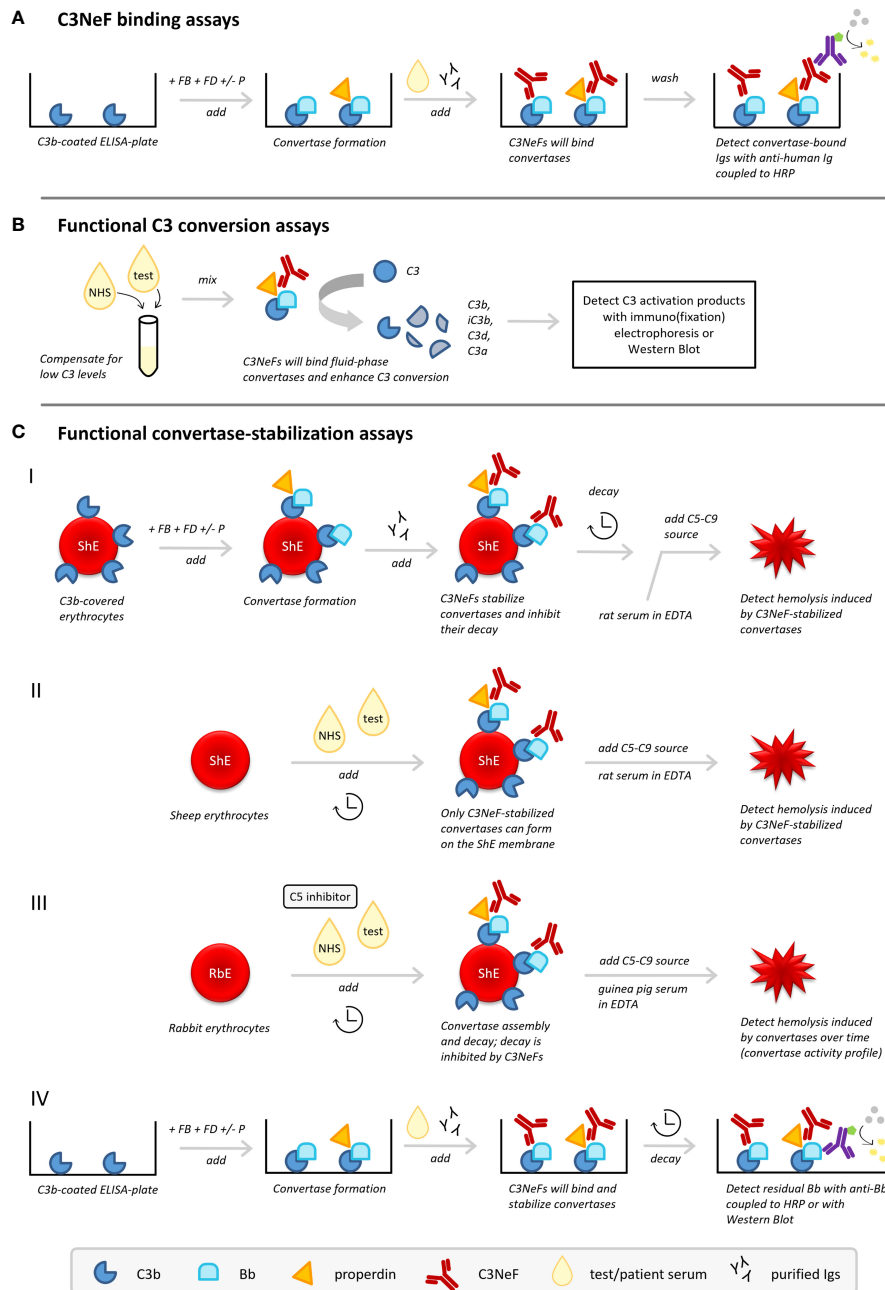 A C3NeF binding assays
+ FB + FD +/- P
add
add
wash
C3b-coated ELISA-plate
Convertase formation
C3NeFs will bind
convertases
Detect convertase-bound
Igs with anti-human Ig
coupled to HRP
B Functional C3 conversion assays
NHS
test
mix
C3
C3b,
iC3b,
C3d,
C3a
Compensate for
low C3 levels
C3NeFs will bind fluid-phase
convertases and enhance C3 conversion
Detect C3 activation products
with immuno(fixation)
electrophoresis or
Western Blot
C Functional convertase-stabilization assays
I
ShE
+ FB + FD +/- P
add
ShE
add
ShE
decay
add C5-C9
source
rat serum in EDTA
C3b-covered
erythrocytes
Convertase formation
C3NeFs stabilize
convertases and inhibit
their decay
Detect hemolysis induced
by C3NeF-stabilized
convertases
II
ShE
NHS
test
add
ShE
add C5-C9 source
rat serum in EDTA
Sheep erythrocytes
Only C3NeF-stabilized
convertases can form
on the ShE membrane
Detect hemolysis induced
by C3NeF-stabilized
convertases
III
C5 inhibitor
RbE
NHS
test
add
ShE
add C5-C9 source
guinea pig serum
in EDTA
Rabbit erythrocytes
Convertase assembly
and decay; decay is
inhibited by C3NeFs
Detect hemolysis induced
by convertases over time
(convertase activity profile)
IV
+ FB + FD +/- P
add
add
decay
C3b-coated ELISA-plate
Convertase formation
C3NeFs will bind and
stabilize convertases
Detect residual Bb with anti-Bb
coupled to HRP or with
Western Blot
C3b Bb properdin C3NeF test/patient serum purified Igs